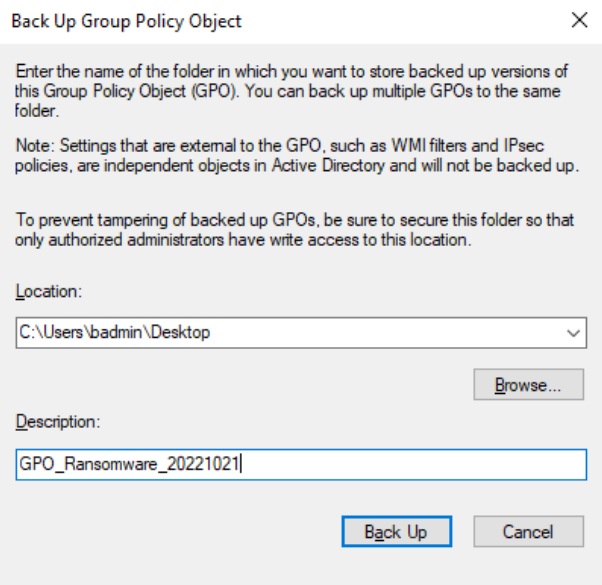 Back Up Group Policy Object
Enter the name of the folder in which you want to store backed up versions of
this Group Policy Object (GPO). You can back up multiple GPOs to the same
folder.
Note: Settings that are external to the GPO, such as WMI filters and IPsec
policies, are independent objects in Active Directory and will not be backed up.
To prevent tampering of backed up GPOs, be sure to secure this folder so that
only authorized administrators have write access to this location.
Location:
C:\Users\badmin\Desktop
Browse...
Description:
GPO_Ransomware_20221021
Back Up Cancel